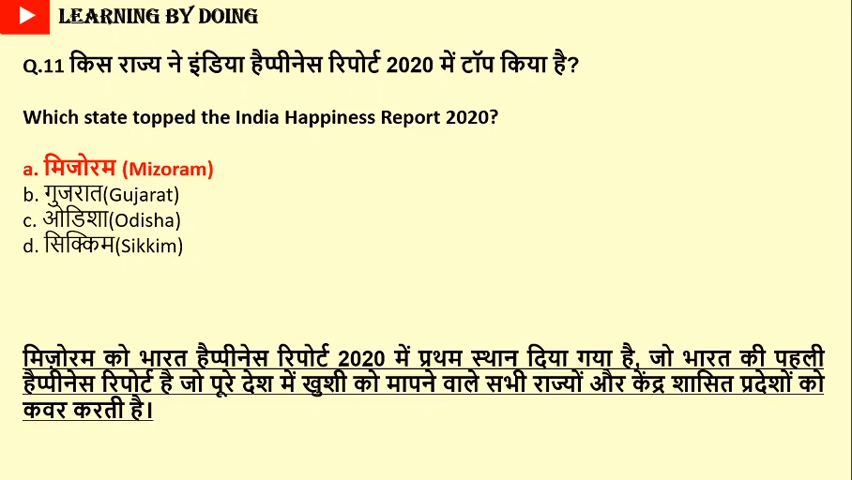 LEARNING BY DOING
Q.11 किस राज्य ने इंडिया हैप्पीनेस रिपोर्ट 2020 में टॉप किया है?
Which state topped the India Happiness Report 2020?
a. मिजोरम (Mizoram)
b. गुजरात(Gujarat)
c. ओडिशा(Odisha)
d. सिक्किम(Sikkim)
मिज़ोरम को भारत हैप्पीनेस रिपोर्ट 2020 में प्रथम स्थान दिया गया है, जो भारत की पहली
हैप्पीनेस रिपोर्ट है जो पूरे देश में खुशी को मापने वाले सभी राज्यों और केंद्र शासित प्रदेशों को
कवर करती है।